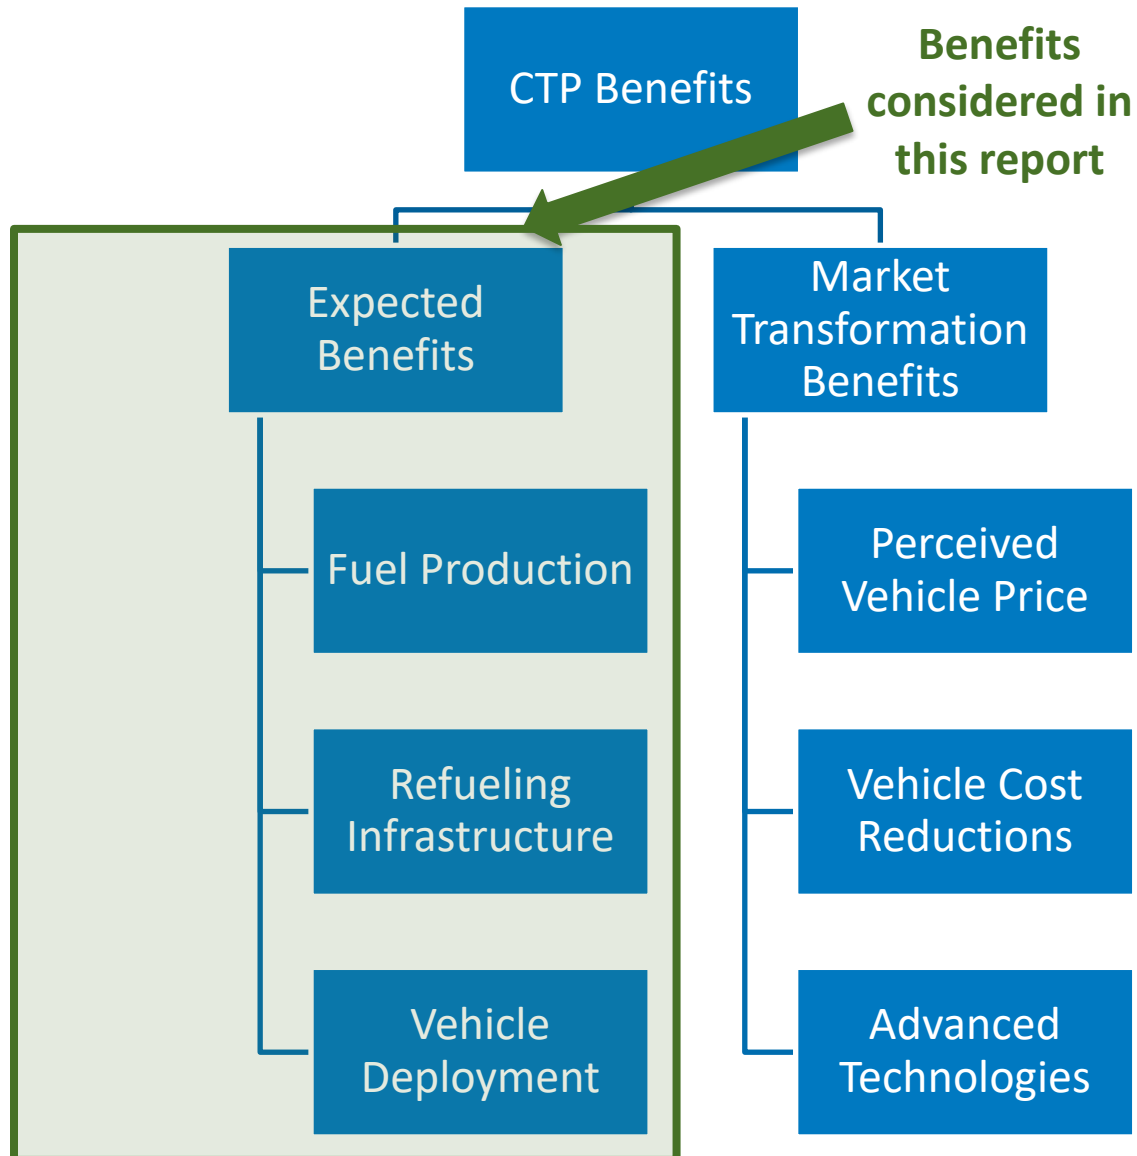 CTP Benefits
Benefits
considered in
this report
Expected
Benefits
Market
Transformation
Benefits
Fuel Production
Perceived
Vehicle Price
Refueling
Infrastructure
Vehicle Cost
Reductions
Vehicle
Deployment
Advanced
Technologies